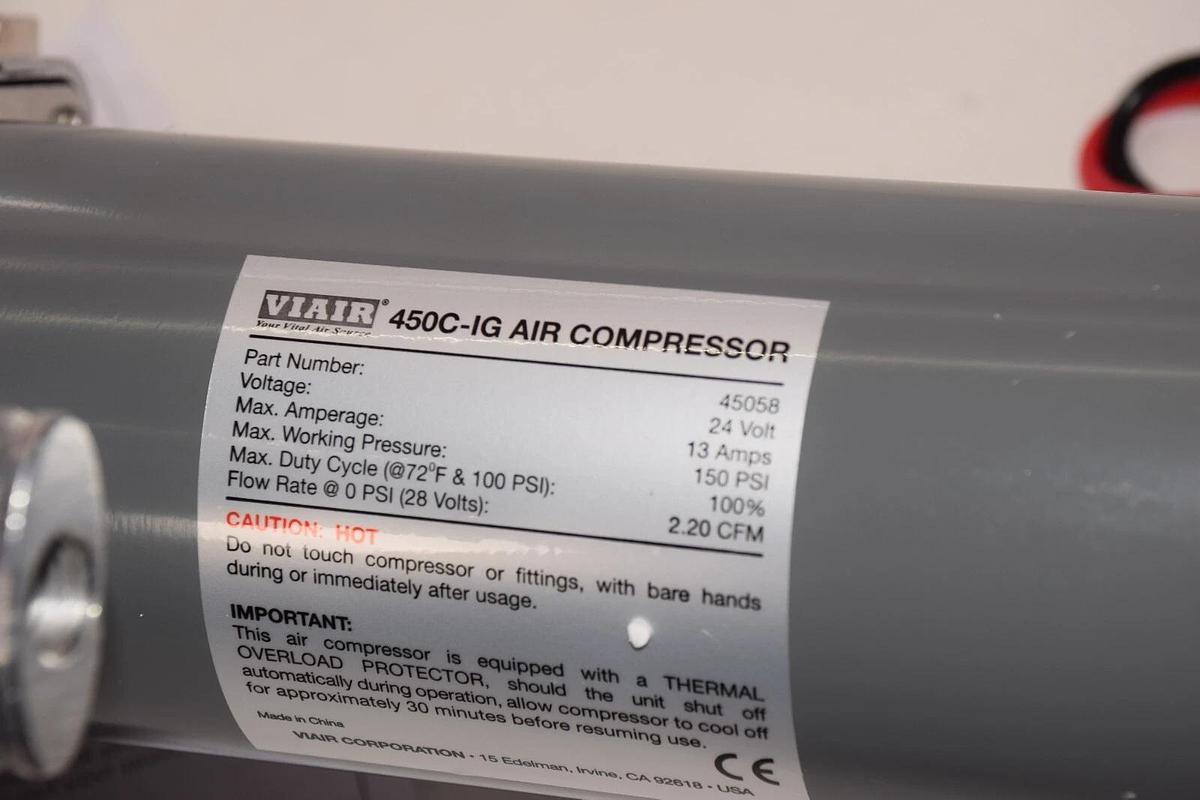 VIAIR® 450C-IG AIR COMPRESSOR
Your Vital Air Source
Part Number: 45058
Voltage: 24 Volt
Max. Amperage: 13 Amps
Max. Working Pressure: 150 PSI
Max. Duty Cycle (@72°F & 100 PSI): 100%
Flow Rate @ 0 PSI (28 Volts): 2.20 CFM
CAUTION: HOT
Do not touch compressor or fittings, with bare hands
during or immediately after usage.
IMPORTANT:
This air compressor is equipped with a THERMAL
OVERLOAD PROTECTOR, should the unit shut off
automatically during operation, allow compressor to cool off
for approximately 30 minutes before resuming use.
Made in China
CE
VIAIR CORPORATION - 15 Edelman, Irvine, CA 92618 - USA